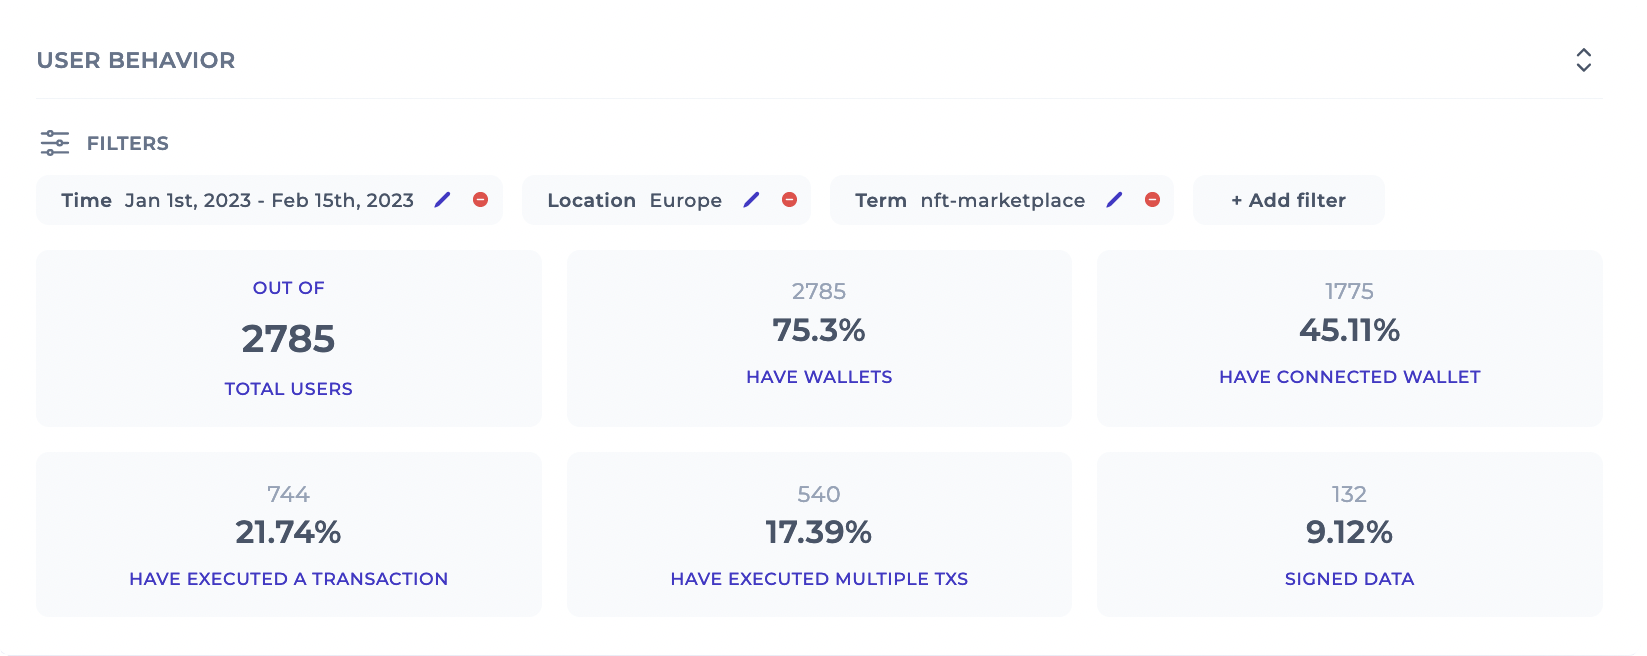 USER BEHAVIOR
FILTERS
Time Jan 1st, 2023 - Feb 15th, 2023
Location Europe
Term nft-marketplace
+ Add filter
OUT OF
2785
TOTAL USERS
2785
75.3%
HAVE WALLETS
1775
45.11%
HAVE CONNECTED WALLET
744
21.74%
HAVE EXECUTED A TRANSACTION
540
17.39%
HAVE EXECUTED MULTIPLE TXS
132
9.12%
SIGNED DATA